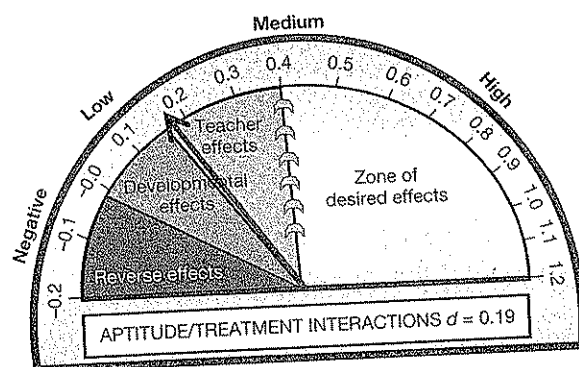 Medium
Low
High
Negative
-0.2
-0.1
-0.0
0.1
0.2
0.3
0.4
0.5
0.6
0.7
0.8
0.9
1.0
1.1
1.2
Teacher
effects
Developmental
effects
Reverse effects
Zone of
desired effects
APTITUDE/TREATMENT INTERACTIONS d = 0.19